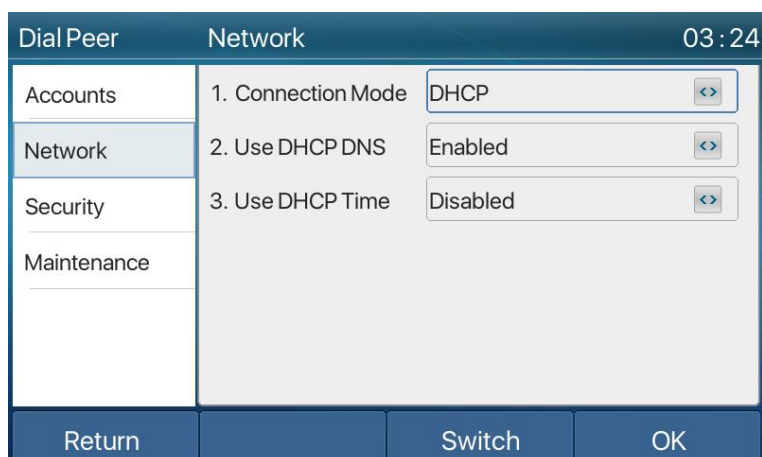 Dial Peer Network 03:24
Accounts
Network
Security
Maintenance
1. Connection Mode DHCP
2. Use DHCP DNS Enabled
3. Use DHCP Time Disabled
Return Switch OK